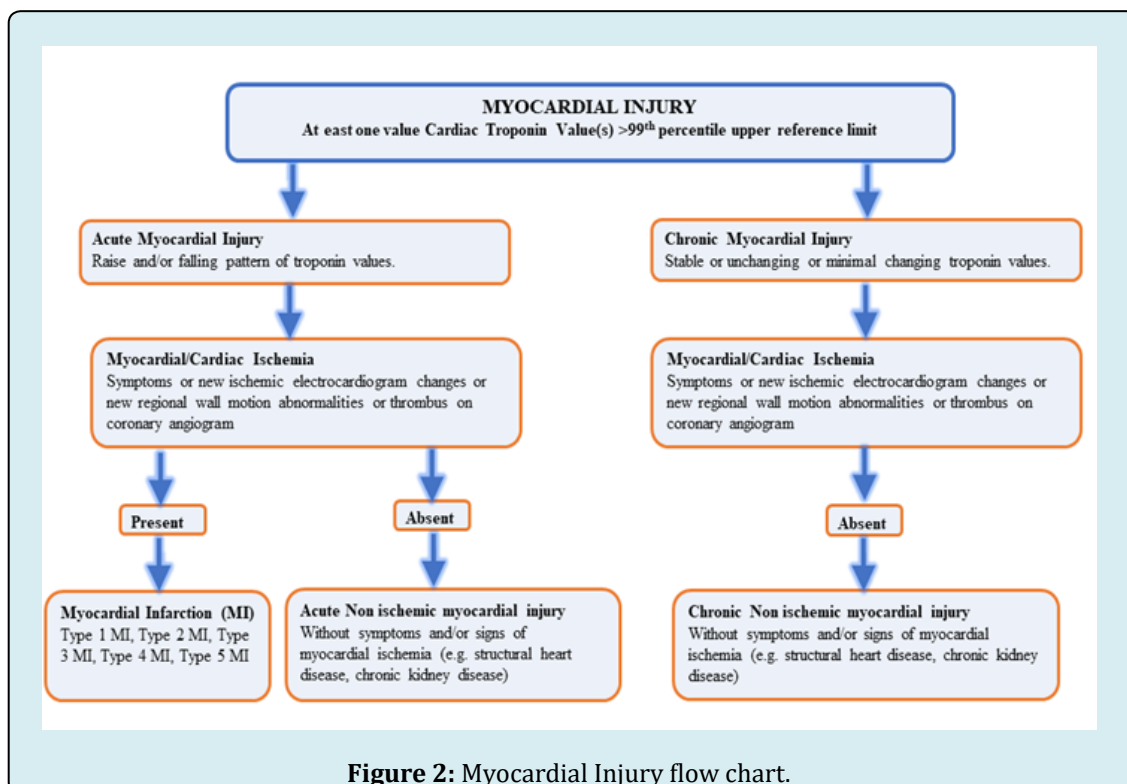 MYOCARDIAL INJURY
At east one value Cardiac Troponin Value(s) >99th percentile upper reference limit
Acute Myocardial Injury
Raise and/or falling pattern of troponin values.
Chronic Myocardial Injury
Stable or unchanging or minimal changing troponin values.
Myocardial/Cardiac Ischemia
Symptoms or new ischemic electrocardiogram changes or
new regional wall motion abnormalities or thrombus on
coronary angiogram
Myocardial/Cardiac Ischemia
Symptoms or new ischemic electrocardiogram changes or
new regional wall motion abnormalities or thrombus on
coronary angiogram
Present
Absent
Absent
Myocardial Infarction (MI)
Type 1 MI, Type 2 MI, Type
3 MI, Type 4 MI, Type 5 MI
Acute Non ischemic myocardial injury
Without symptoms and/or signs of
myocardial ischemia (e.g. structural heart
disease, chronic kidney disease)
Chronic Non ischemic myocardial injury
Without symptoms and/or signs of myocardial
ischemia (e.g. structural heart disease, chronic kidney
disease)
Figure 2: Myocardial Injury flow chart.